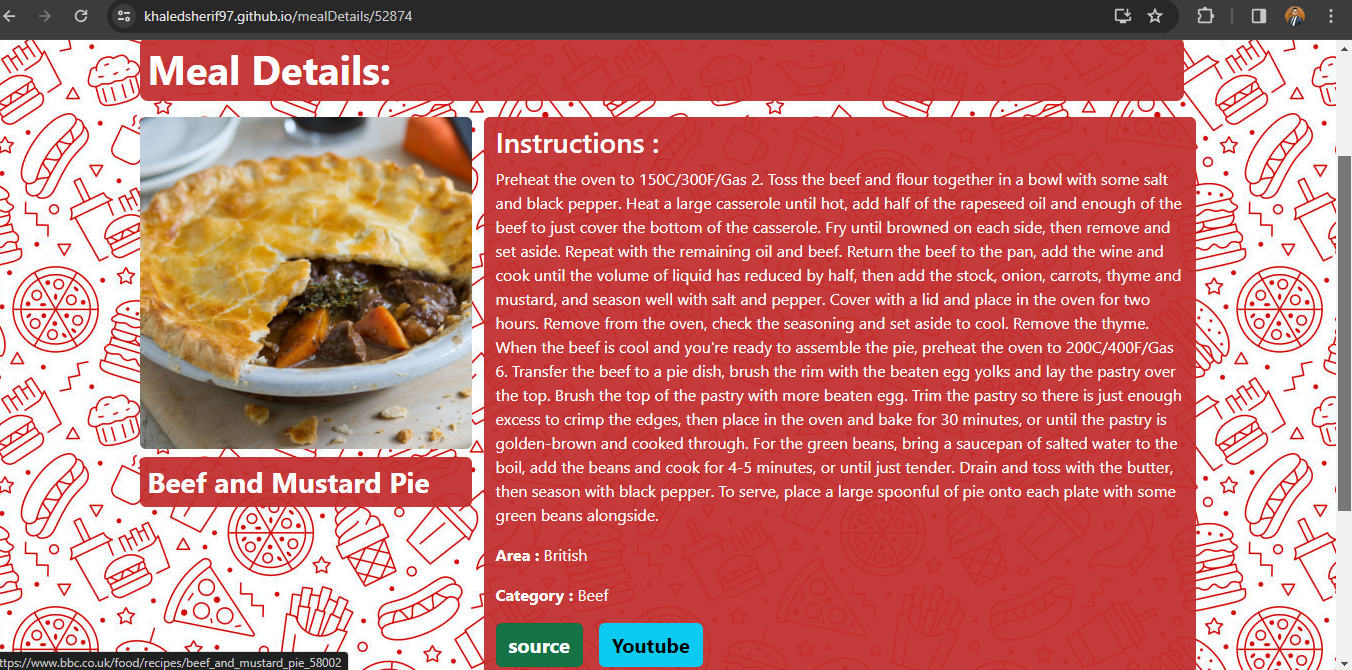 khaledsherif97.github.io/mealDetails/52874
Meal Details:
Instructions :
Preheat the oven to 150C/300F/Gas 2. Toss the beef and flour together in a bowl with some salt
and black pepper. Heat a large casserole until hot, add half of the rapeseed oil and enough of the
beef to just cover the bottom of the casserole. Fry until browned on each side, then remove and
set aside. Repeat with the remaining oil and beef. Return the beef to the pan, add the wine and
cook until the volume of liquid has reduced by half, then add the stock, onion, carrots, thyme and
mustard, and season well with salt and pepper. Cover with a lid and place in the oven for two
hours. Remove from the oven, check the seasoning and set aside to cool. Remove the thyme.
When the beef is cool and you're ready to assemble the pie, preheat the oven to 200C/400F/Gas
6. Transfer the beef to a pie dish, brush the rim with the beaten egg yolks and lay the pastry over
the top. Brush the top of the pastry with more beaten egg. Trim the pastry so there is just enough
excess to crimp the edges, then place in the oven and bake for 30 minutes, or until the pastry is
golden-brown and cooked through. For the green beans, bring a saucepan of salted water to the
boil, add the beans and cook for 4-5 minutes, or until just tender. Drain and toss with the butter,
then season with black pepper. To serve, place a large spoonful of pie onto each plate with some
green beans alongside.
Beef and Mustard Pie
Area : British
Category : Beef
source Youtube
ttps://www.bbc.co.uk/food/recipes/beef_and_mustard_pie_58002